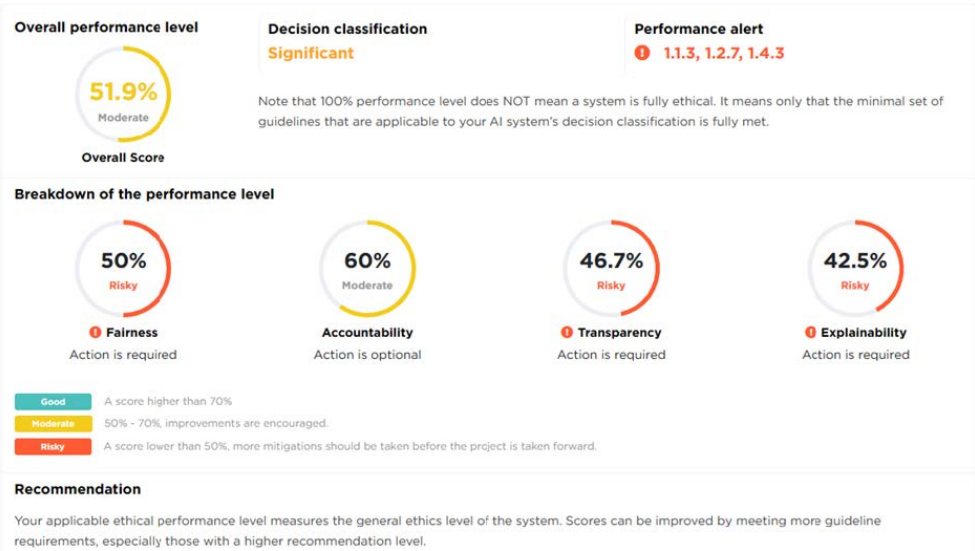 Overall performance level
51.9%
Moderate
Overall Score
Decision classification
Significant
Performance alert
1.1.3, 1.2.7, 1.4.3
Note that 100% performance level does NOT mean a system is fully ethical. It means only that the minimal set of
guidelines that are applicable to your AI system's decision classification is fully met.
Breakdown of the performance level
50%
Risky
Fairness
Action is required
60%
Moderate
Accountability
Action is optional
46.7%
Risky
Transparency
Action is required
42.5%
Risky
Explainability
Action is required
Good A score higher than 70%
Moderate 50% - 70%, improvements are encouraged.
Risky A score lower than 50%, more mitigations should be taken before the project is taken forward.
Recommendation
Your applicable ethical performance level measures the general ethics level of the system. Scores can be improved by meeting more guideline
requirements, especially those with a higher recommendation level.